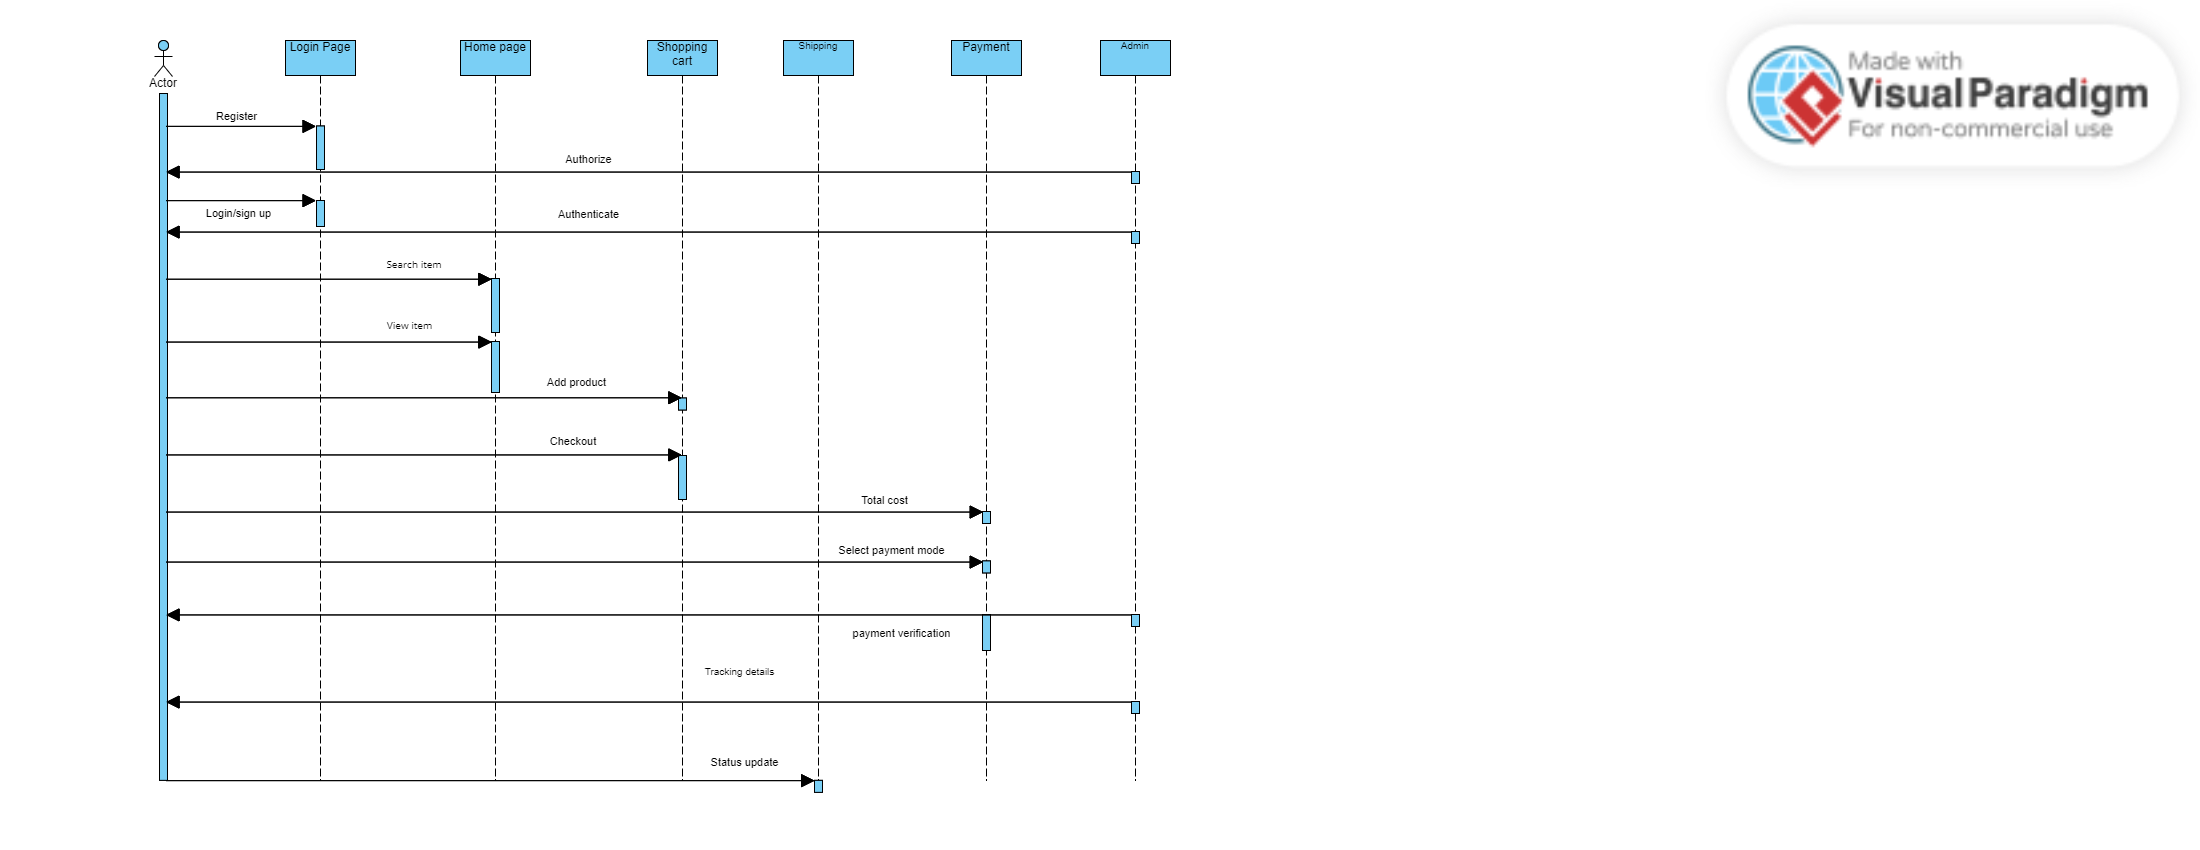 Login Page
Home page
Shopping
cart
Shipping
Payment
Admin
Actor
Made with
Visual Paradigm
For non-commercial use
Register
Authorize
Login/sign up
Authenticate
Search item
View item
Add product
Checkout
Total cost
Select payment mode
payment verification
Tracking details
Status update